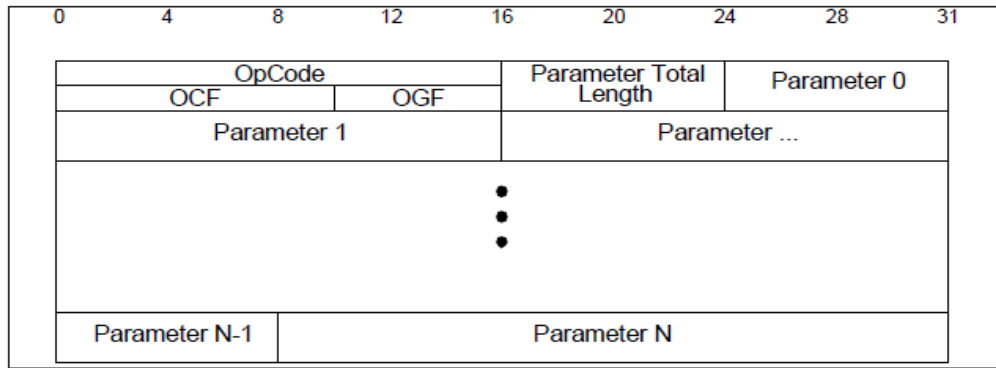 0 4 8 12 16 20 24 28 31
OpCode
Parameter Total
Length
Parameter 0
OCF OGF
Parameter 1 Parameter ...
Parameter N-1 Parameter N